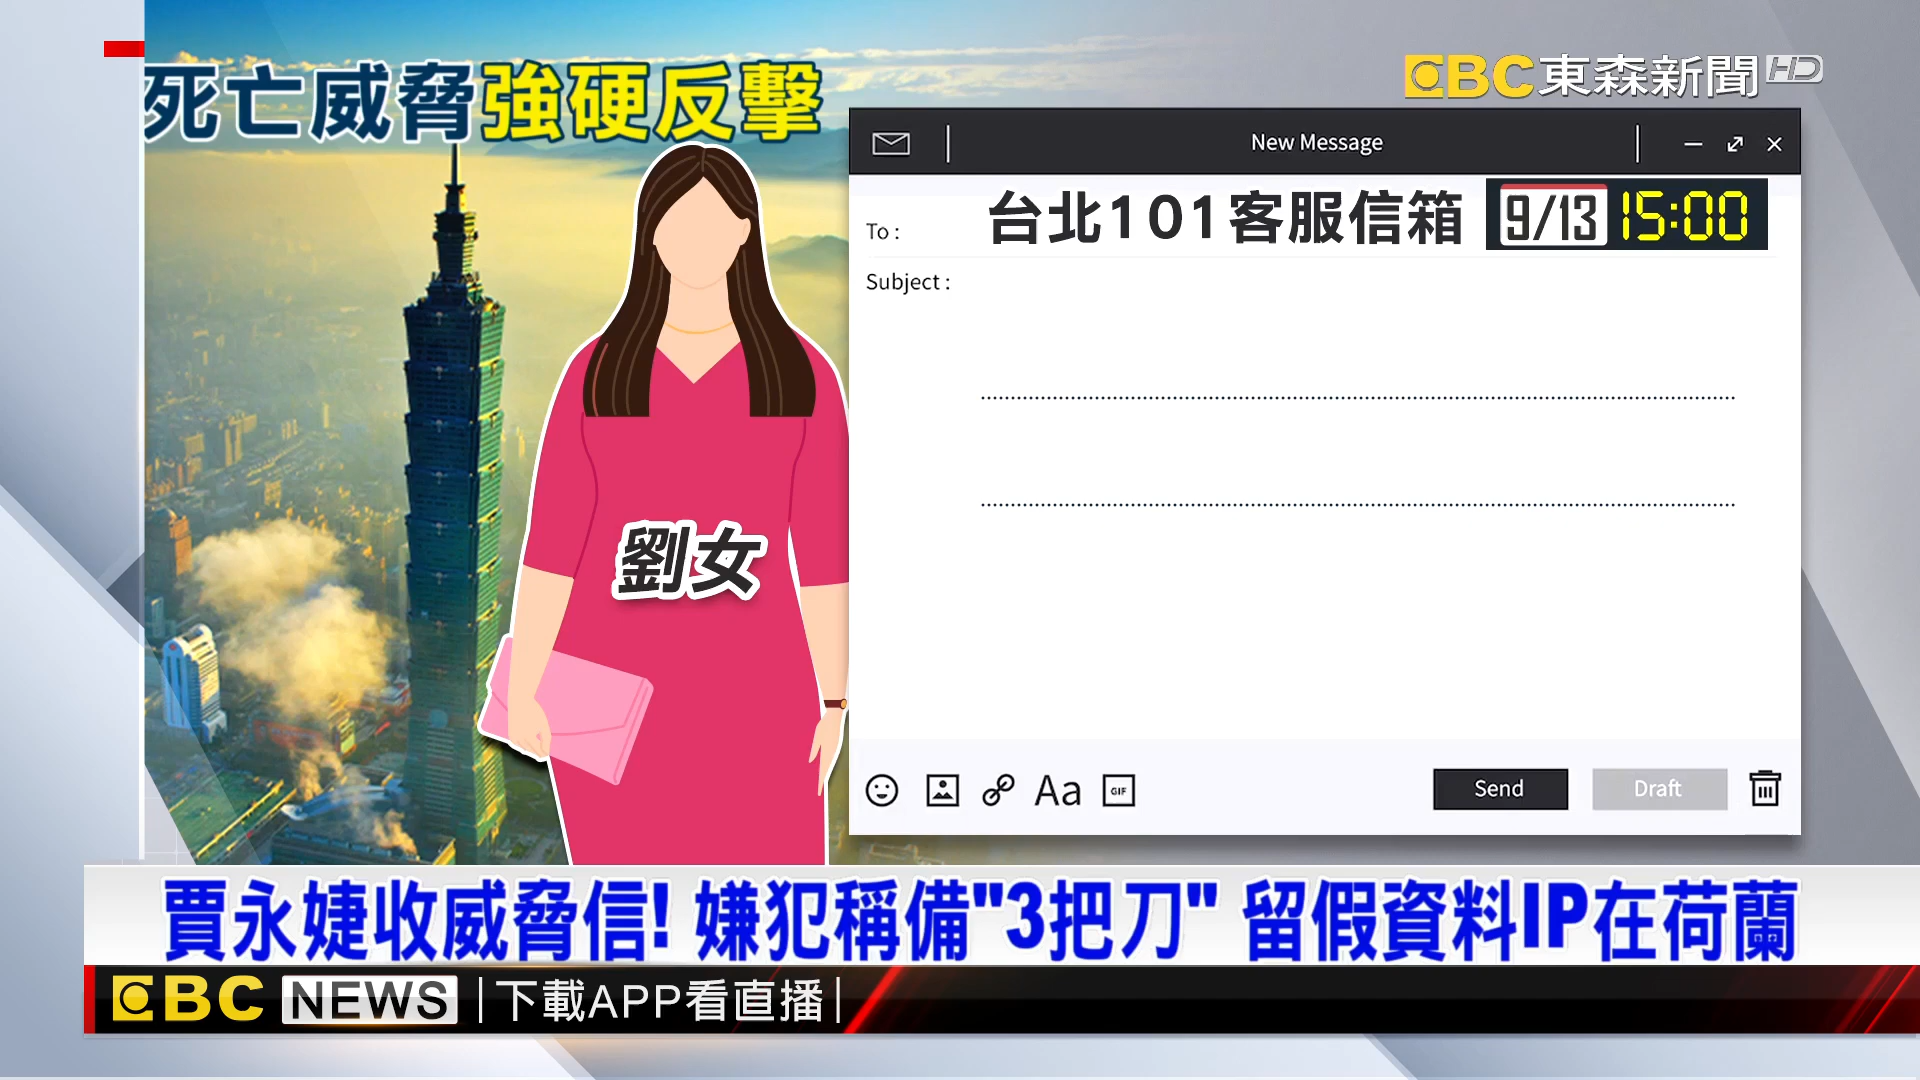 死亡威脅強硬反擊
EBC東森新聞HD
New Message
To :
台北101客服信箱 9/13 15:00
Subject :
劉女
Aa
GIF
Send
Draft
賈永婕收威脅信! 嫌犯稱備"3把刀" 留假資料IP在荷蘭
EBC NEWS 下載APP看直播